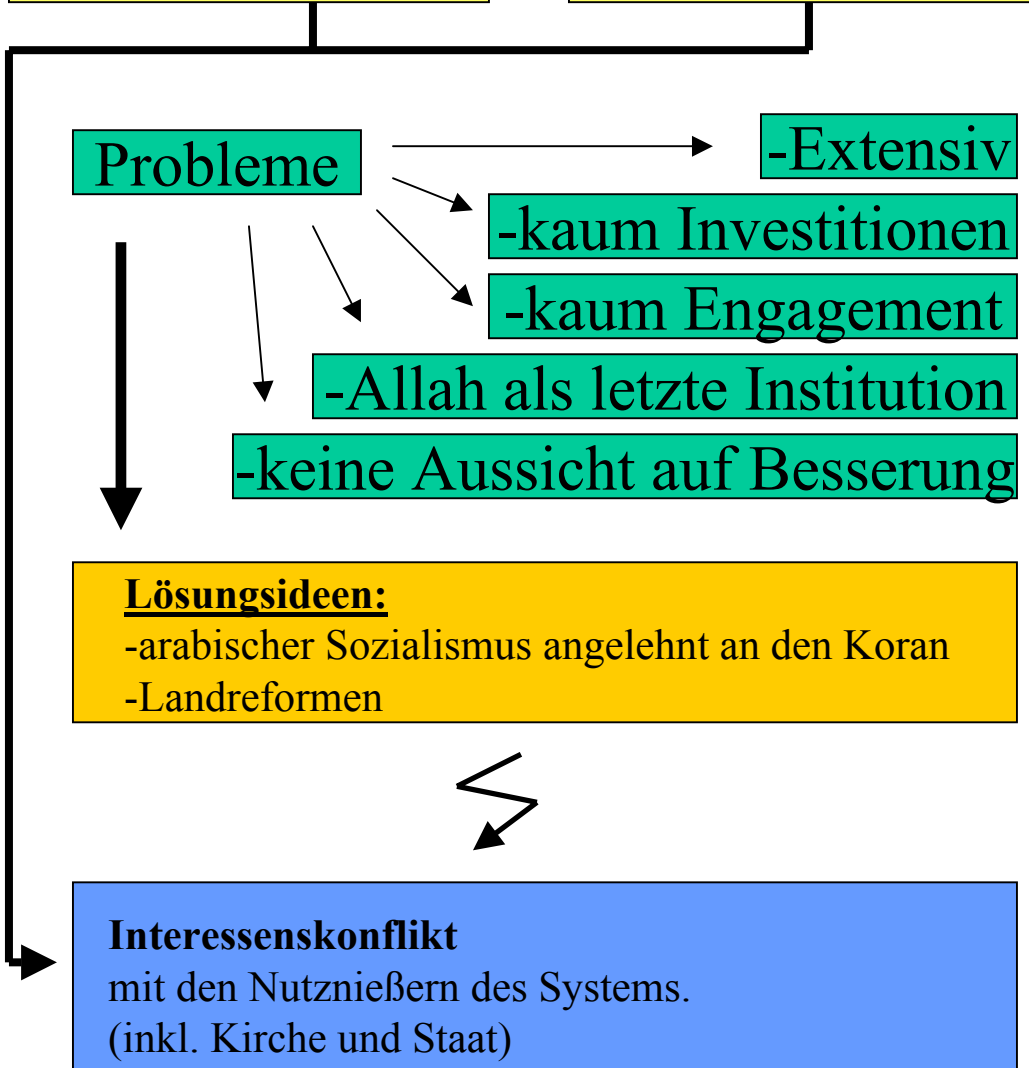 Probleme
-Extensiv
-kaum Investitionen
-kaum Engagement
-Allah als letzte Institution
-keine Aussicht auf Besserung
Lösungsideen:
-arabischer Sozialismus angelehnt an den Koran
-Landreformen
Interessenskonflikt
mit den Nutznießern des Systems.
(inkl. Kirche und Staat)